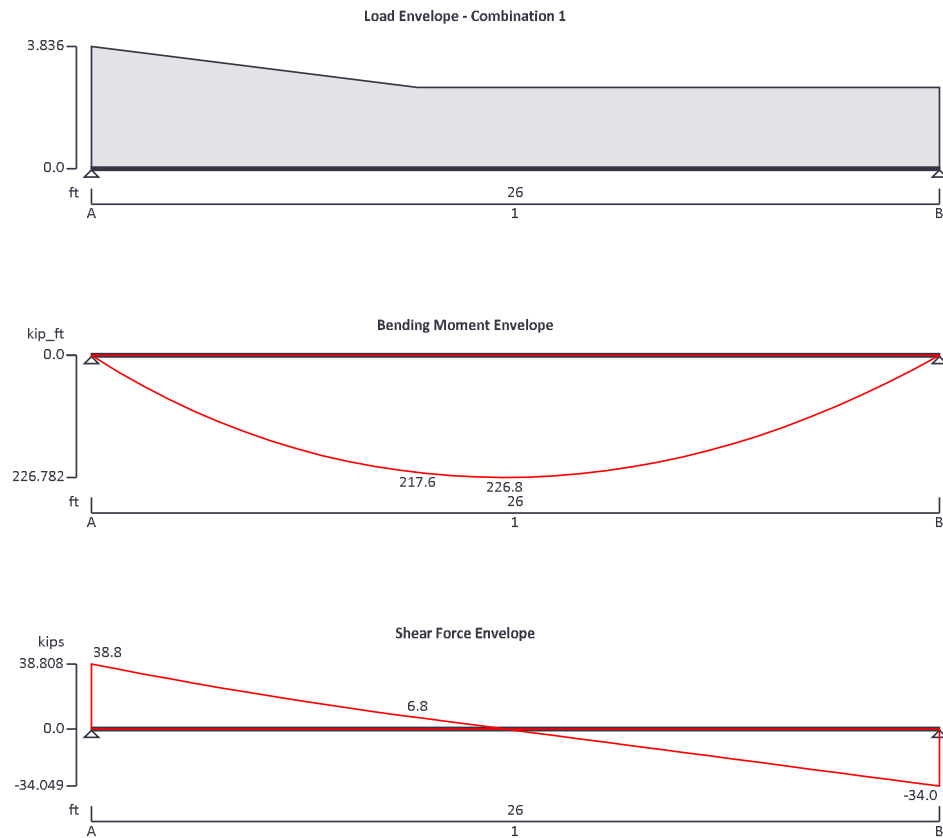 Load Envelope - Combination 1
3.836
0.0
ft
26
A
1
B
Bending Moment Envelope
kip_ft
0.0
226.782
217.6
226.8
ft
26
A
1
B
Shear Force Envelope
kips
38.8
38.808
6.8
0.0
-34.049
-34.0
ft
26
A
1
B